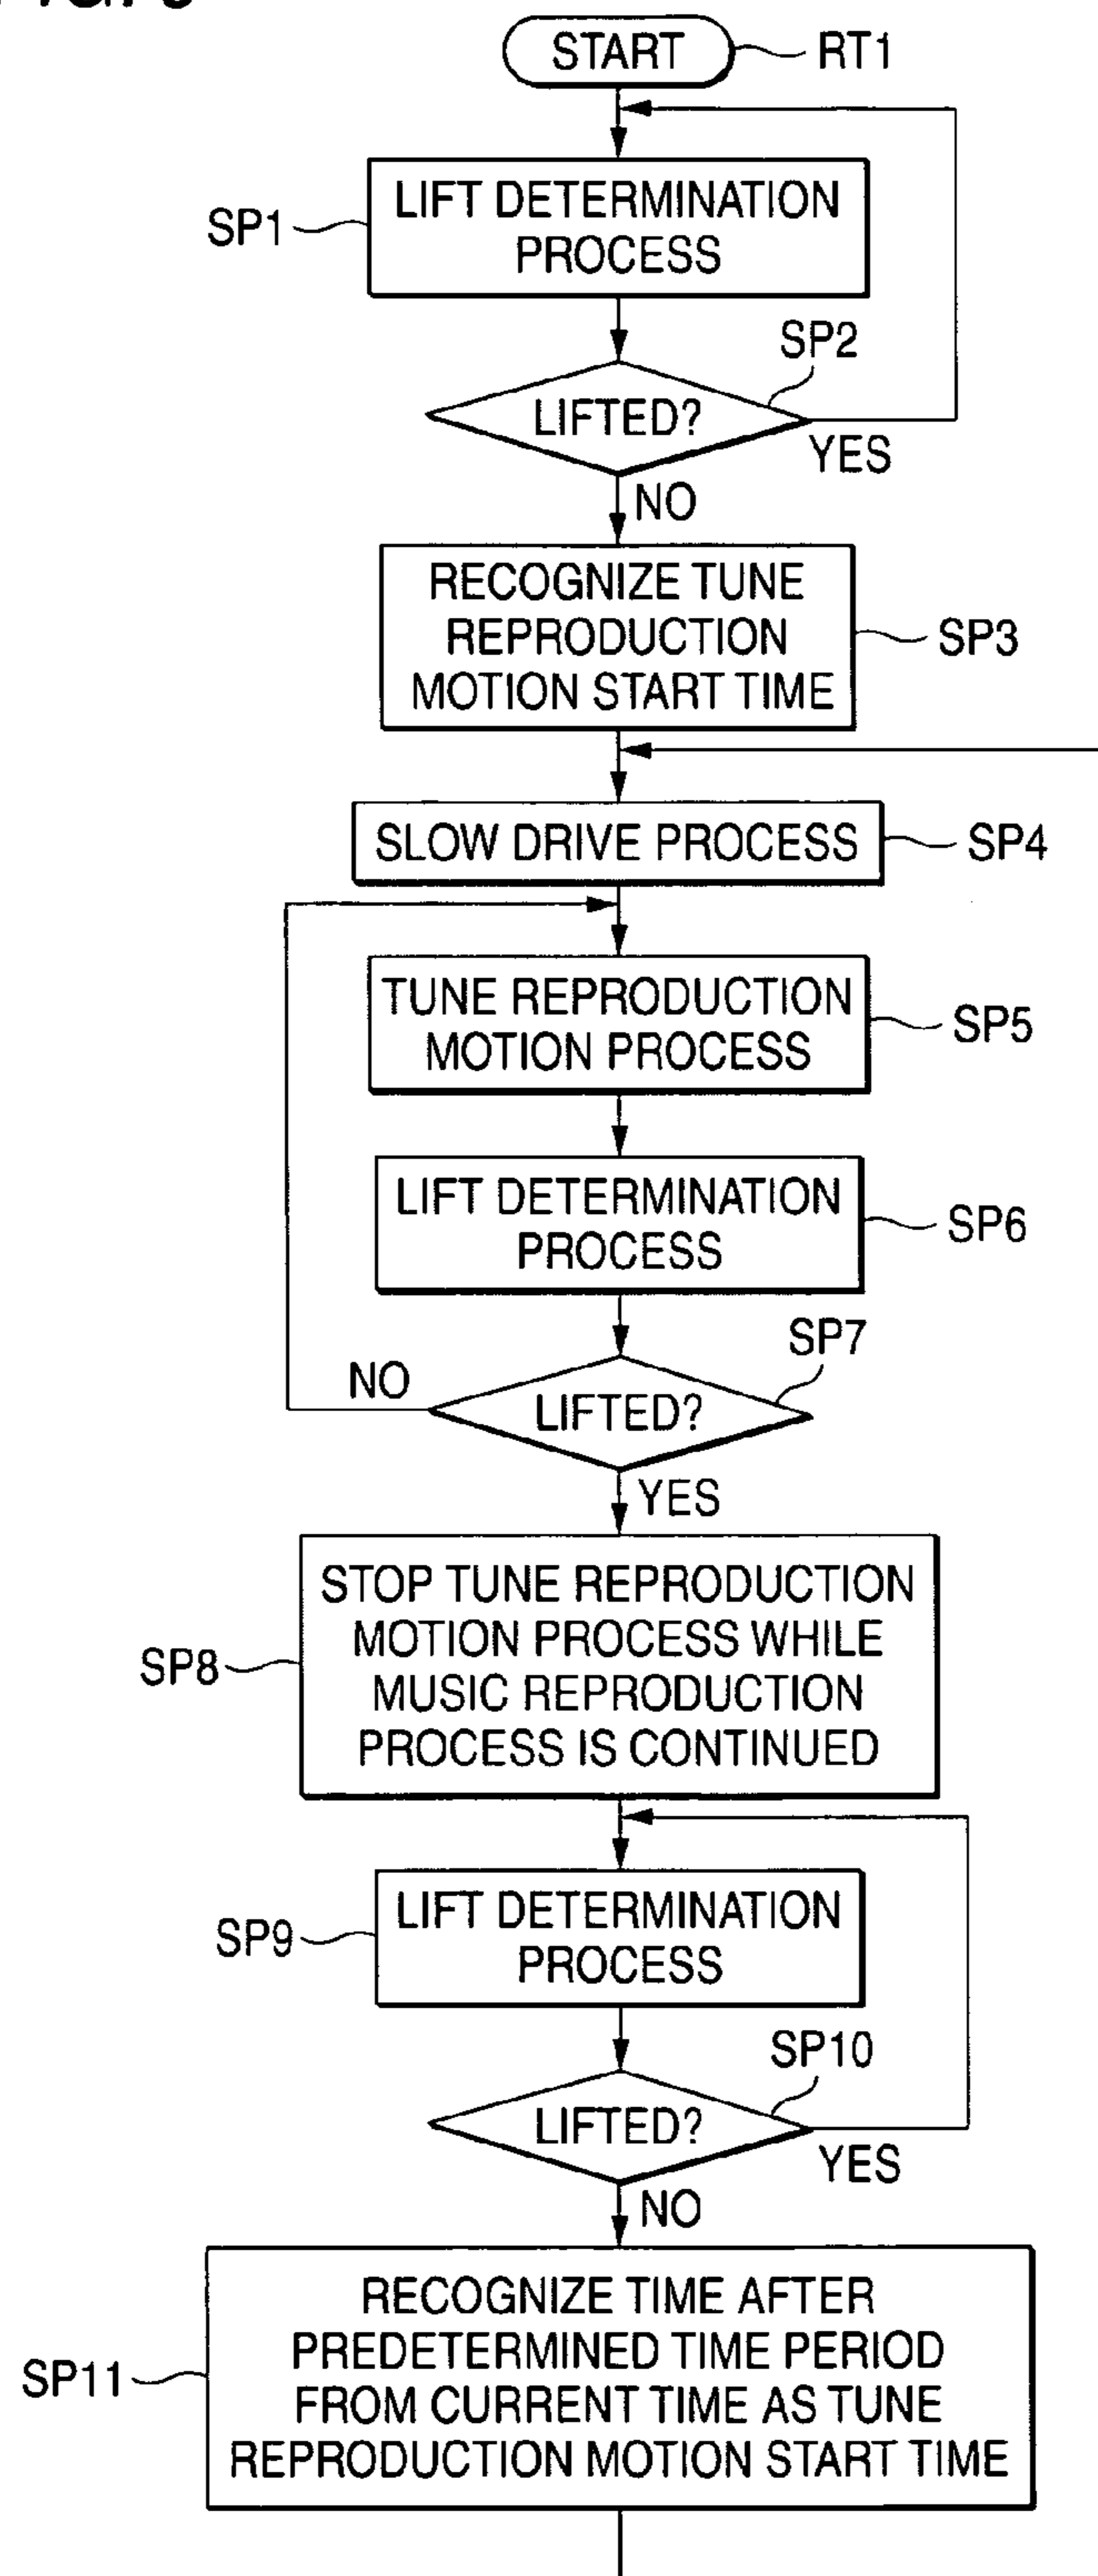 START
RT1
LIFT DETERMINATION
PROCESS
SP1
SP2
LIFTED?
YES
NO
RECOGNIZE TUNE
REPRODUCTION
MOTION START TIME
SP3
SLOW DRIVE PROCESS
SP4
TUNE REPRODUCTION
MOTION PROCESS
SP5
LIFT DETERMINATION
PROCESS
SP6
SP7
NO
LIFTED?
YES
STOP TUNE REPRODUCTION
MOTION PROCESS WHILE
MUSIC REPRODUCTION
PROCESS IS CONTINUED
SP8
LIFT DETERMINATION
PROCESS
SP9
SP10
LIFTED?
YES
NO
RECOGNIZE TIME AFTER
PREDETERMINED TIME PERIOD
FROM CURRENT TIME AS TUNE
REPRODUCTION MOTION START TIME
SP11